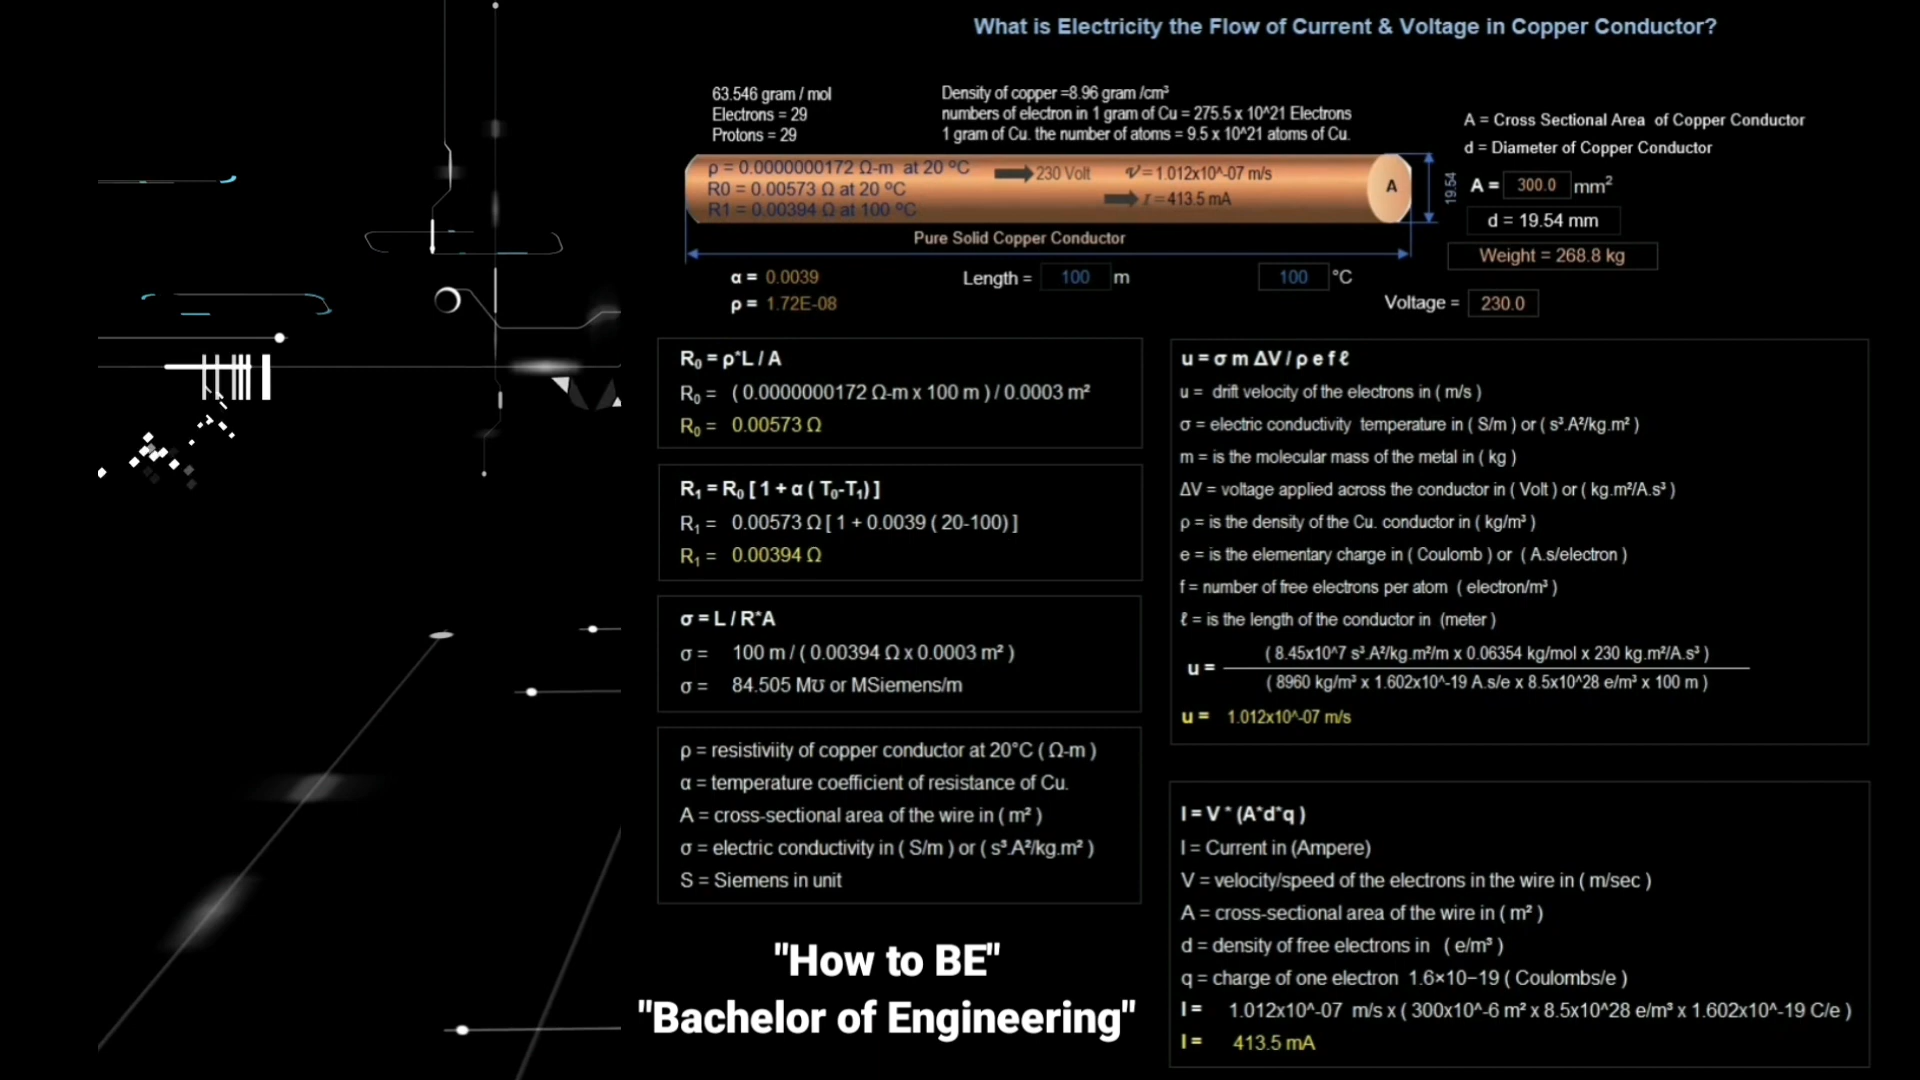 What is Electricity the Flow of Current & Voltage in Copper Conductor?
63.546 gram / mol
Electrons = 29
Protons = 29
Density of copper =8.96 gram /cm³
numbers of electron in 1 gram of Cu = 275.5 x 10^21 Electrons
1 gram of Cu. the number of atoms = 9.5 x 10^21 atoms of Cu.
A = Cross Sectional Area of Copper Conductor
d = Diameter of Copper Conductor
ρ = 0.0000000172 Ω-m at 20 ºC
R0 = 0.00573 Ω at 20 ºC
R1 = 0.00394 Ω at 100 ºC
230 Volt
V = 1.012x10^-07 m/s
I = 413.5 mA
A
19.54
A = 300.0 mm²
d = 19.54 mm
Weight = 268.8 kg
Pure Solid Copper Conductor
α = 0.0039
ρ = 1.72E-08
Length = 100 m
100 °C
Voltage = 230.0
R₀ = ρ*L / A
R₀ = ( 0.0000000172 Ω-m x 100 m ) / 0.0003 m²
R₀ = 0.00573 Ω
R₁ = R₀ [ 1 + α ( T₀-T₁) ]
R₁ = 0.00573 Ω [ 1 + 0.0039 ( 20-100) ]
R₁ = 0.00394 Ω
σ = L / R*A
σ = 100 m / ( 0.00394 Ω x 0.0003 m² )
σ = 84.505 M℧ or MSiemens/m
ρ = resistiviity of copper conductor at 20°C ( Ω-m )
α = temperature coefficient of resistance of Cu.
A = cross-sectional area of the wire in ( m² )
σ = electric conductivity in ( S/m ) or ( s³.A²/kg.m² )
S = Siemens in unit
"How to BE"
"Bachelor of Engineering"
u = σ m ΔV / ρ e f ℓ
u = drift velocity of the electrons in ( m/s )
σ = electric conductivity temperature in ( S/m ) or ( s³.A²/kg.m² )
m = is the molecular mass of the metal in ( kg )
ΔV = voltage applied across the conductor in ( Volt ) or ( kg.m²/A.s³ )
ρ = is the density of the Cu. conductor in ( kg/m³ )
e = is the elementary charge in ( Coulomb ) or ( A.s/electron )
f = number of free electrons per atom ( electron/m³ )
ℓ = is the length of the conductor in (meter )
( 8.45x10^7 s³.A²/kg.m²/m x 0.06354 kg/mol x 230 kg.m²/A.s³ )
u =
( 8960 kg/m³ x 1.602x10^-19 A.s/e x 8.5x10^28 e/m³ x 100 m )
u = 1.012x10^-07 m/s
I = V * (A*d*q )
I = Current in (Ampere)
V = velocity/speed of the electrons in the wire in ( m/sec )
A = cross-sectional area of the wire in ( m² )
d = density of free electrons in ( e/m³ )
q = charge of one electron 1.6×10−19 ( Coulombs/e )
I = 1.012x10^-07 m/s x ( 300x10^-6 m² x 8.5x10^28 e/m³ x 1.602x10^-19 C/e )
I = 413.5 mA